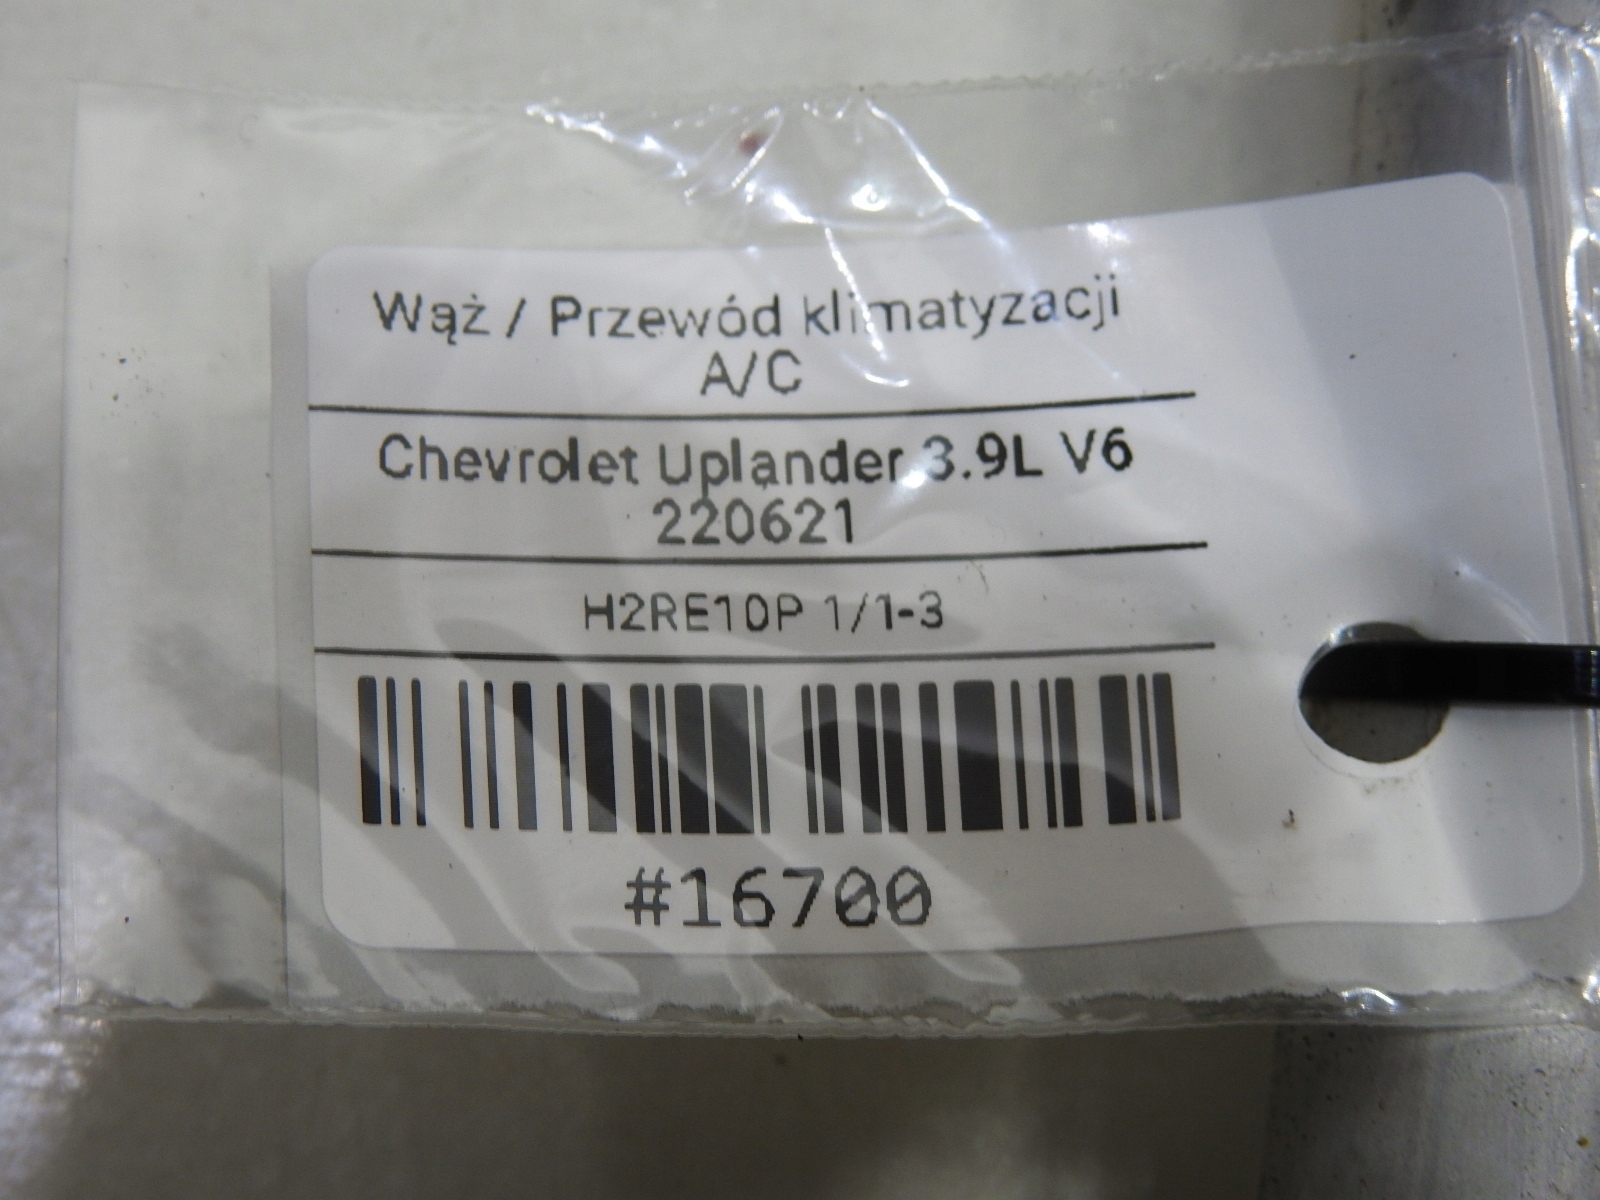 Wąż / Przewód klimatyzacji
A/C
Chevrolet Uplander 3.9L V6
220621
H2RE10P 1/1-3
#16700